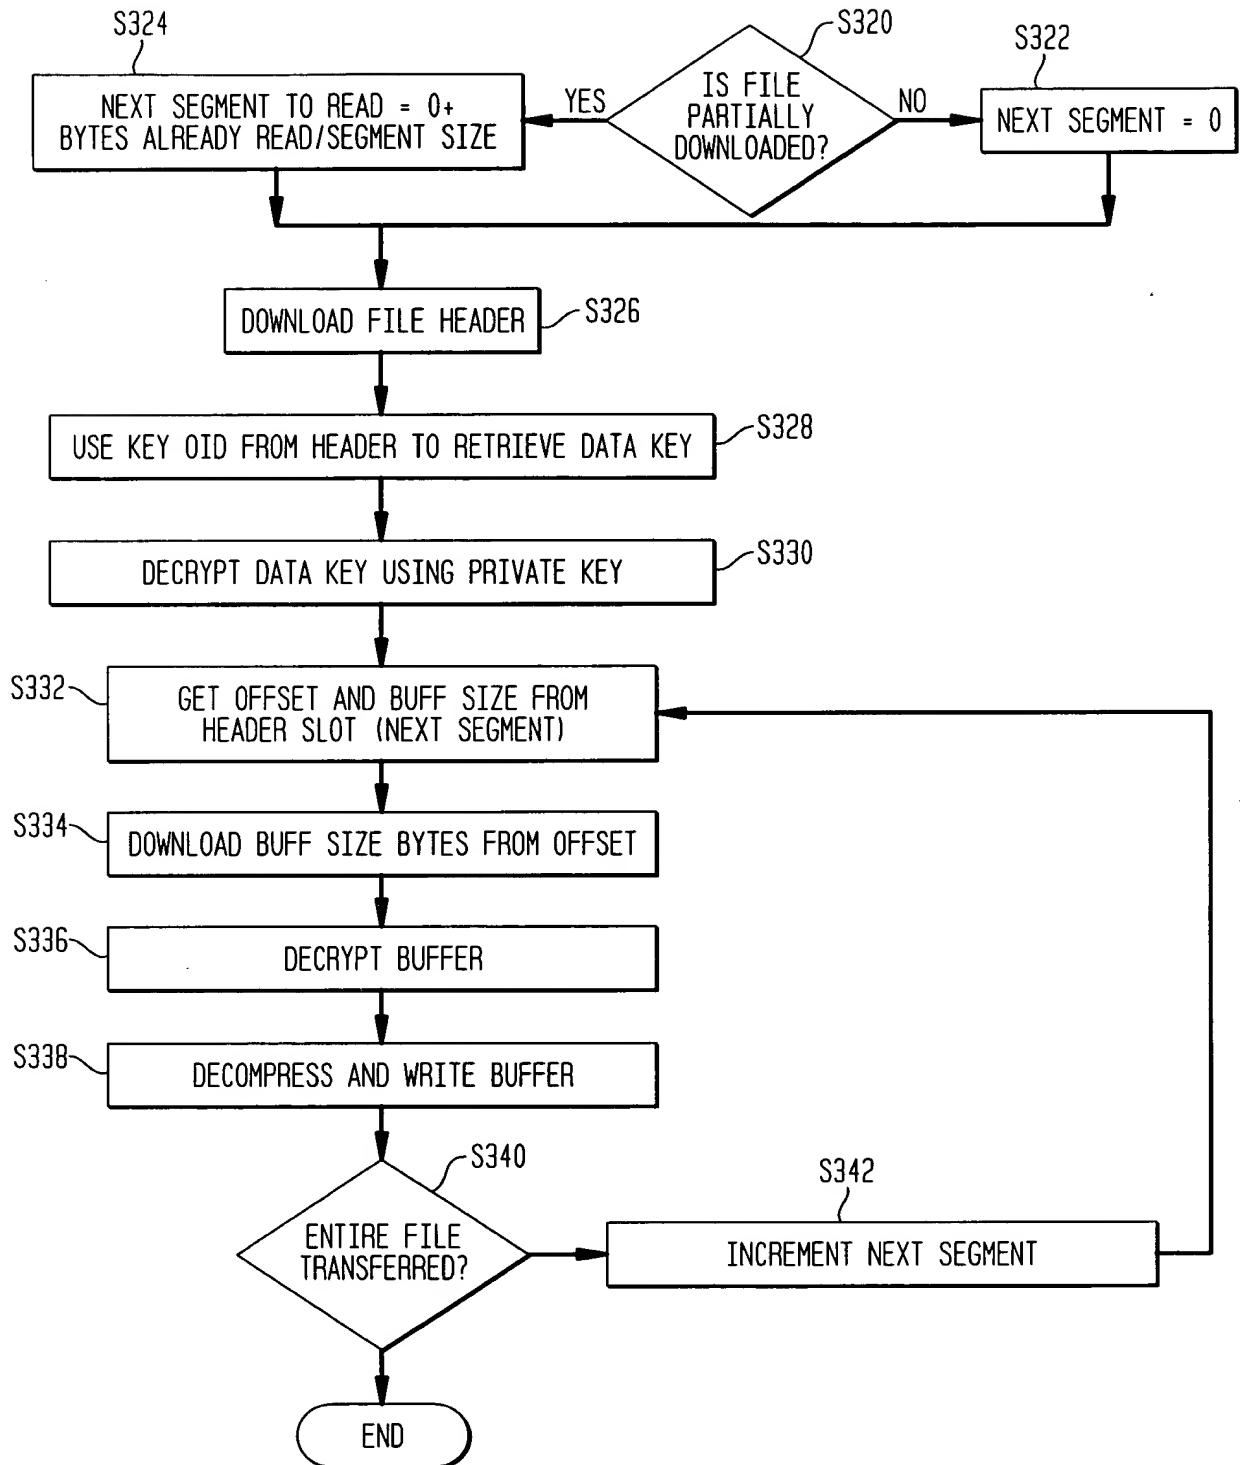 S324
S320
S322
NEXT SEGMENT TO READ = 0+
BYTES ALREADY READ/SEGMENT SIZE
YES
IS FILE
PARTIALLY
DOWNLOADED?
NO
NEXT SEGMENT = 0
DOWNLOAD FILE HEADER
S326
USE KEY OID FROM HEADER TO RETRIEVE DATA KEY
S328
DECRYPT DATA KEY USING PRIVATE KEY
S330
S332
GET OFFSET AND BUFF SIZE FROM
HEADER SLOT (NEXT SEGMENT)
S334
DOWNLOAD BUFF SIZE BYTES FROM OFFSET
S336
DECRYPT BUFFER
S338
DECOMPRESS AND WRITE BUFFER
S340
ENTIRE FILE
TRANSFERRED?
S342
INCREMENT NEXT SEGMENT
END